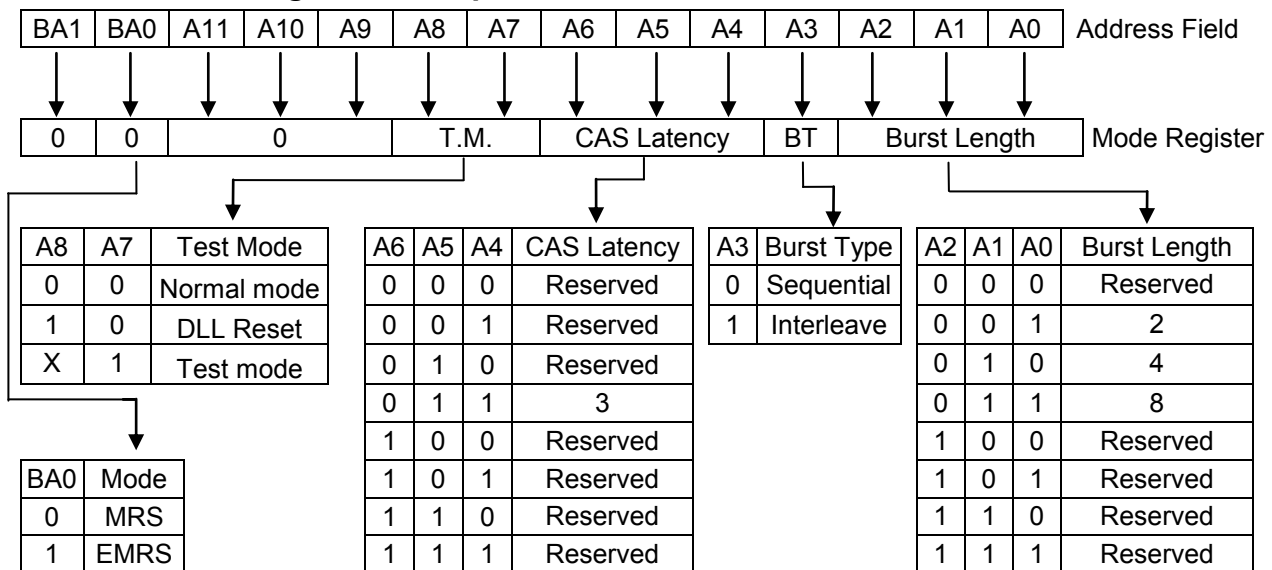 BA1 BA0 A11 A10 A9 A8 A7 A6 A5 A4 A3 A2 A1 A0 Address Field
0 0 0 T.M. CAS Latency BT Burst Length Mode Register
A8 A7 Test Mode
0 0 Normal mode
1 0 DLL Reset
X 1 Test mode
BA0 Mode
0 MRS
1 EMRS
A6 A5 A4 CAS Latency
0 0 0 Reserved
0 0 1 Reserved
0 1 0 Reserved
0 1 1 3
1 0 0 Reserved
1 0 1 Reserved
1 1 0 Reserved
1 1 1 Reserved
A3 Burst Type
0 Sequential
1 Interleave
A2 A1 A0 Burst Length
0 0 0 Reserved
0 0 1 2
0 1 0 4
0 1 1 8
1 0 0 Reserved
1 0 1 Reserved
1 1 0 Reserved
1 1 1 Reserved